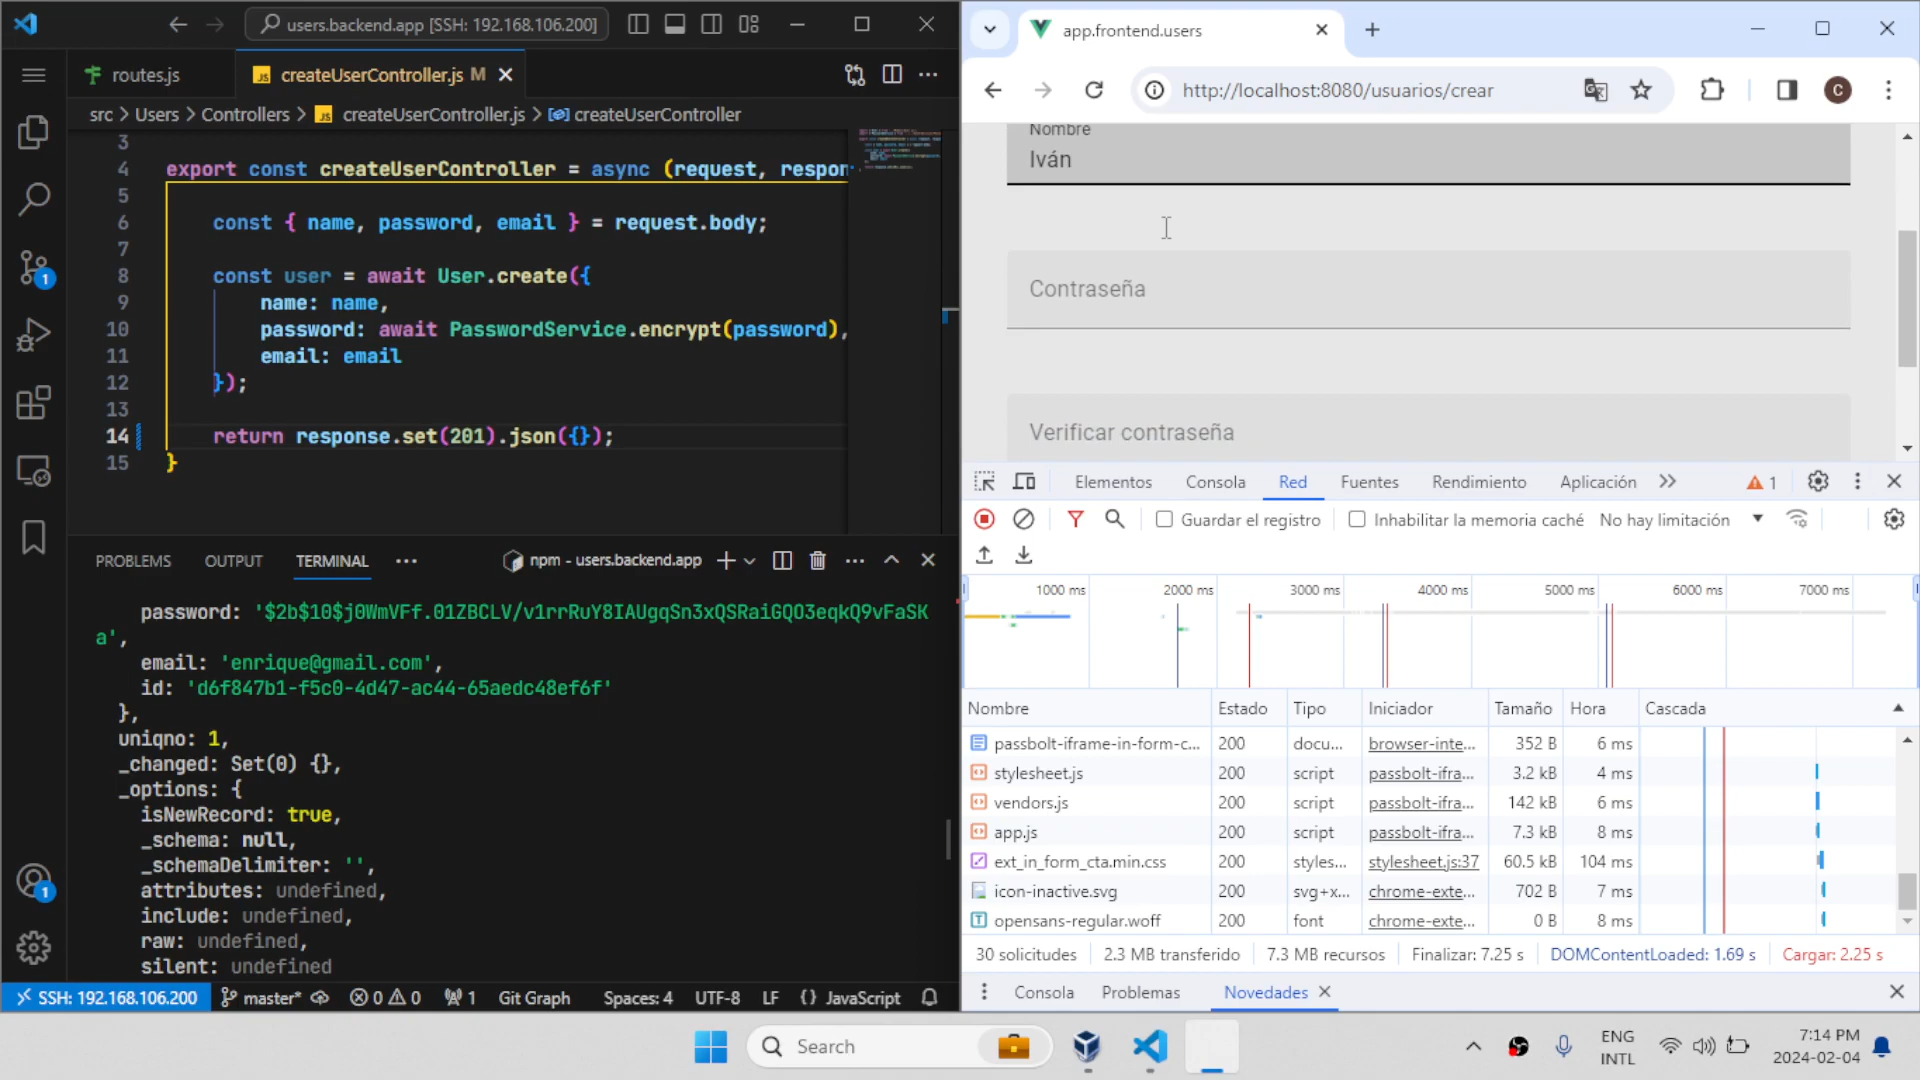 users.backend.app [SSH: 192.168.106.200]
routes.js
createUserController.js M
src > Users > Controllers > createUserController.js > createUserController
3
4 export const createUserController = async (request, respon
5
6 const { name, password, email } = request.body;
7
8 const user = await User.create({
9 name: name,
10 password: await PasswordService.encrypt(password),
11 email: email
12 });
13
14 return response.set(201).json({});
15 }
PROBLEMS OUTPUT TERMINAL ... npm - users.backend.app
password: '$2b$10$j0WmVFf.01ZBCLV/v1rrRuY8IAUgqSn3xQSRaiGQO3eqkQ9vFaSK
a',
email: 'enrique@gmail.com',
id: 'd6f847b1-f5c0-4d47-ac44-65aedc48ef6f'
},
uniqno: 1,
_changed: Set(0) {},
_options: {
isNewRecord: true,
_schema: null,
_schemaDelimiter: '',
attributes: undefined,
include: undefined,
raw: undefined,
silent: undefined
1
1
SSH: 192.168.106.200 master* 0 0 1 Git Graph Spaces: 4 UTF-8 LF {} JavaScript
app.frontend.users
http://localhost:8080/usuarios/crear
C
Nombre
Iván
Contraseña
Verificar contraseña
Elementos Consola Red Fuentes Rendimiento Aplicación 1
Guardar el registro Inhabilitar la memoria caché No hay limitación
1000 ms 2000 ms 3000 ms 4000 ms 5000 ms 6000 ms 7000 ms
Nombre Estado Tipo Iniciador Tamaño Hora Cascada
passbolt-iframe-in-form-c... 200 docu... browser-inte... 352 B 6 ms
stylesheet.js 200 script passbolt-ifra... 3.2 kB 4 ms
vendors.js 200 script passbolt-ifra... 142 kB 6 ms
app.js 200 script passbolt-ifra... 7.3 kB 8 ms
ext_in_form_cta.min.css 200 styles... stylesheet.js:37 60.5 kB 104 ms
icon-inactive.svg 200 svg+x... chrome-exte... 702 B 7 ms
opensans-regular.woff 200 font chrome-exte... 0 B 8 ms
30 solicitudes 2.3 MB transferido 7.3 MB recursos Finalizar: 7.25 s DOMContentLoaded: 1.69 s Cargar: 2.25 s
Consola Problemas Novedades
Search
ENG
INTL
7:14 PM
2024-02-04